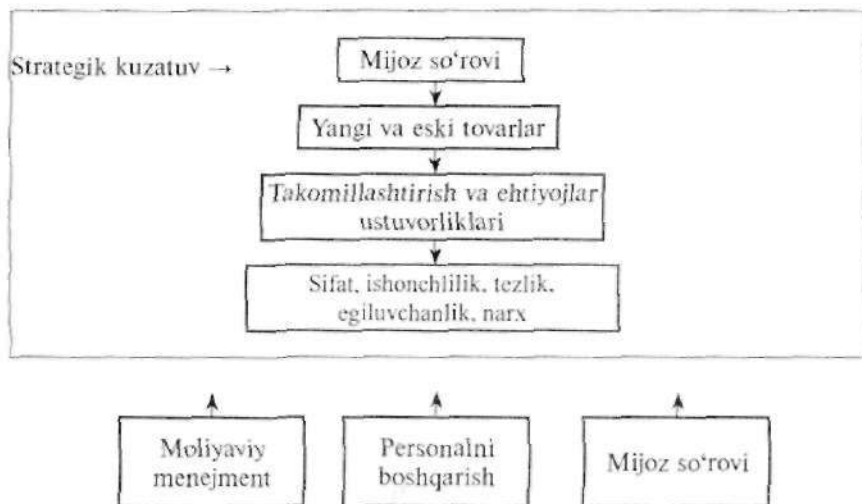 Strategik kuzatuv →
Mijoz so‘rovi
Yangi va eski tovarlar
Takomillashtirish va ehtiyojlar
ustuvorliklari
Sifat, ishonchlilik, tezlik,
egiluvchanlik, narx
Moliyaviy
menejment
Personalni
boshqarish
Mijoz so‘rovi